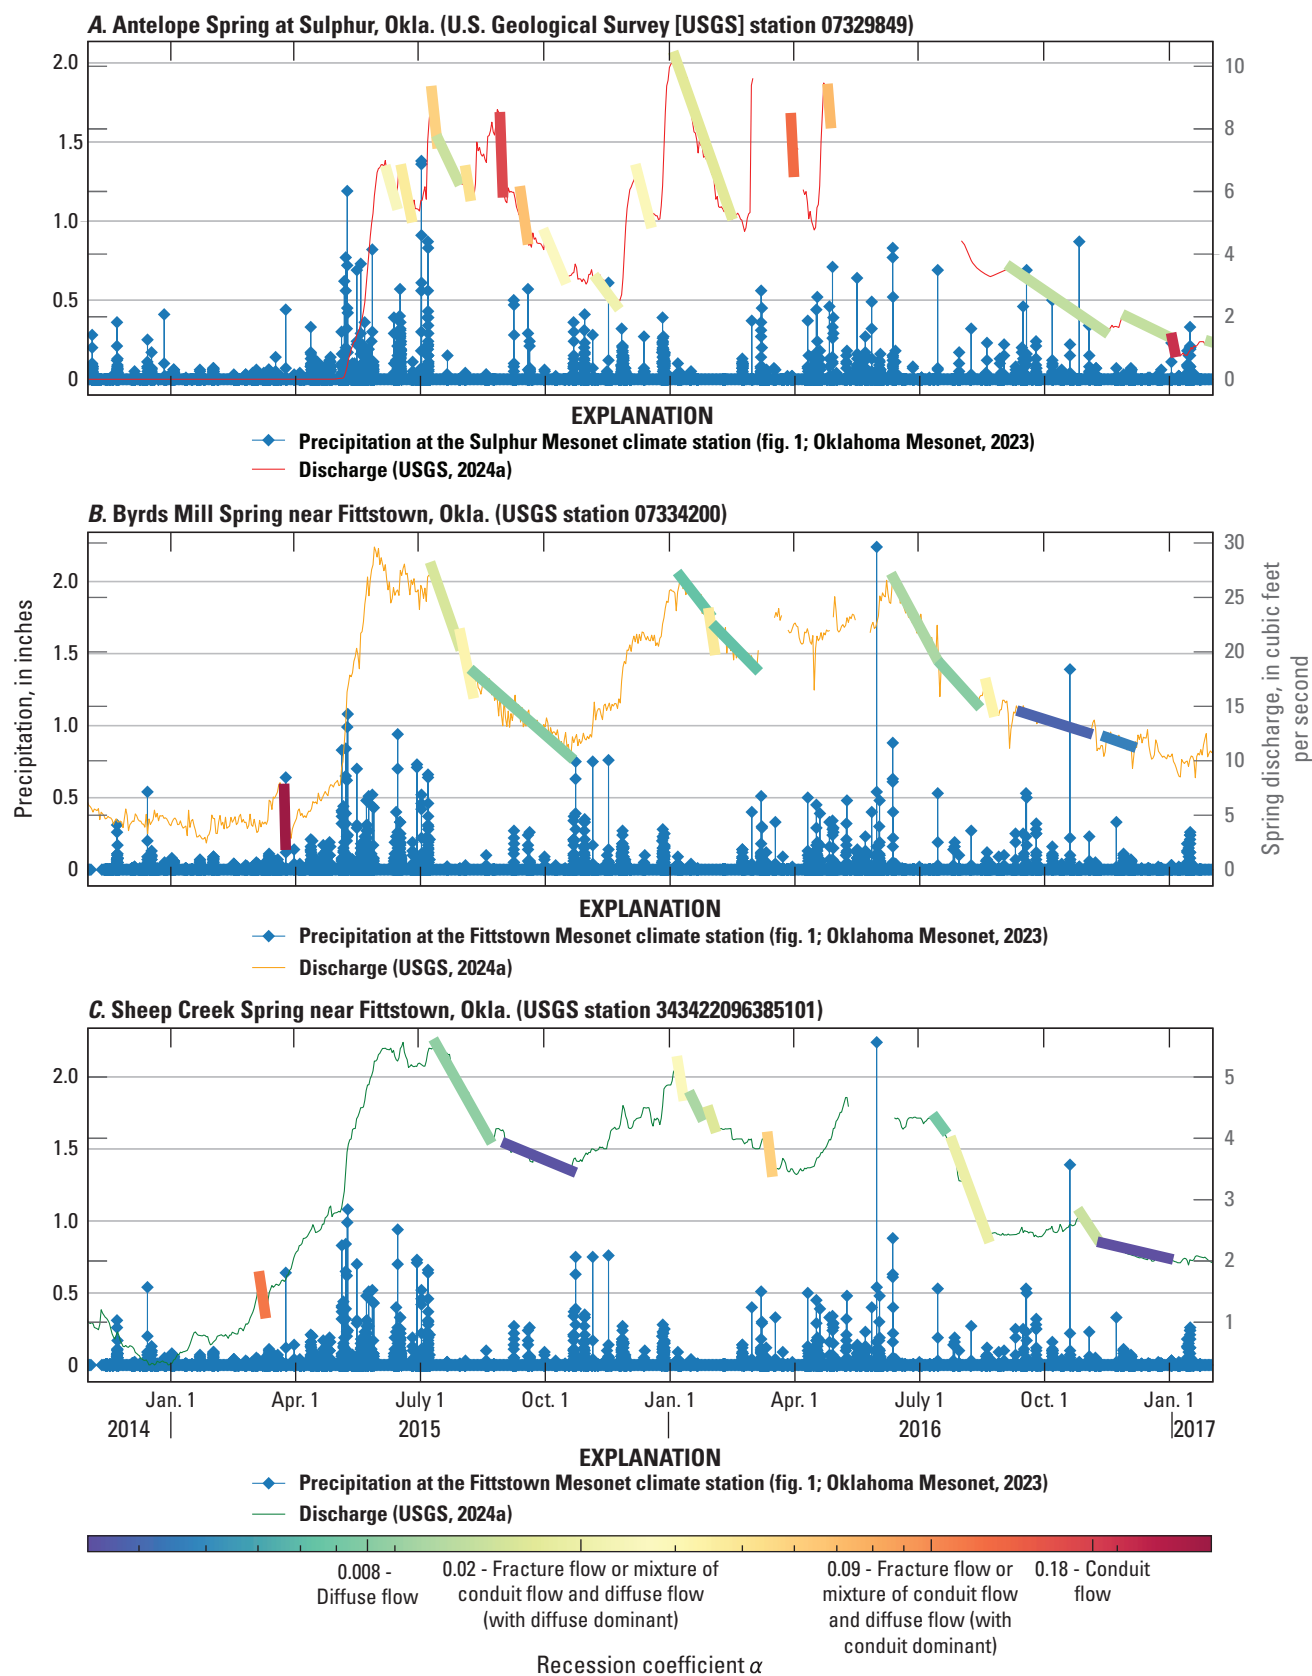 A. Antelope Spring at Sulphur, Okla. (U.S. Geological Survey [USGS] station 07329849)
2.0
1.5
1.0
0.5
0
10
8
6
4
2
0
EXPLANATION
Precipitation at the Sulphur Mesonet climate station (fig. 1; Oklahoma Mesonet, 2023)
Discharge (USGS, 2024a)
B. Byrds Mill Spring near Fittstown, Okla. (USGS station 07334200)
Precipitation, in inches
2.0
1.5
1.0
0.5
0
30
25
20
15
10
5
0
Spring discharge, in cubic feet
per second
EXPLANATION
Precipitation at the Fittstown Mesonet climate station (fig. 1; Oklahoma Mesonet, 2023)
Discharge (USGS, 2024a)
C. Sheep Creek Spring near Fittstown, Okla. (USGS station 343422096385101)
2.0
1.5
1.0
0.5
0
5
4
3
2
1
Jan. 1 Apr. 1 July 1 Oct. 1 Jan. 1 Apr. 1 July 1 Oct. 1 Jan. 1
2014 2015 2016 2017
EXPLANATION
Precipitation at the Fittstown Mesonet climate station (fig. 1; Oklahoma Mesonet, 2023)
Discharge (USGS, 2024a)
0.008 -
Diffuse flow
0.02 - Fracture flow or mixture of
conduit flow and diffuse flow
(with diffuse dominant)
0.09 - Fracture flow or
mixture of conduit flow
and diffuse flow (with
conduit dominant)
0.18 - Conduit
flow
Recession coefficient α